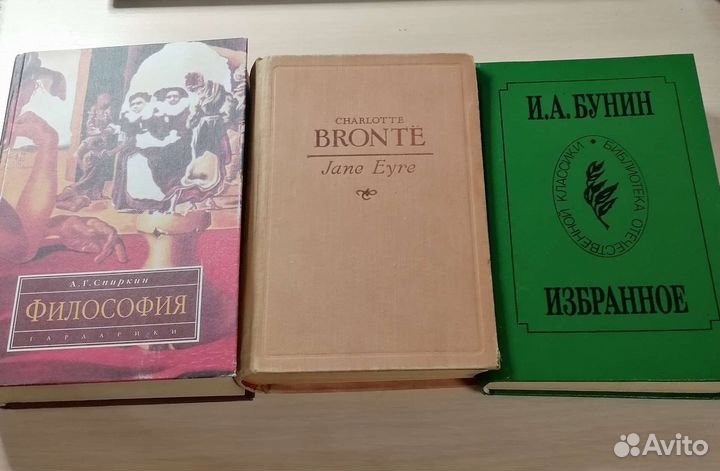 А.Г. Спиркин
ФИЛОСОФИЯ
ГАРДАРИКИ
CHARLOTTE
BRONTË
Jane Eyre
И.А.БУНИН
БИБЛИОТЕКА ОТЕЧЕСТВЕННОЙ КЛАССИКИ
ИЗБРАННОЕ
Avito